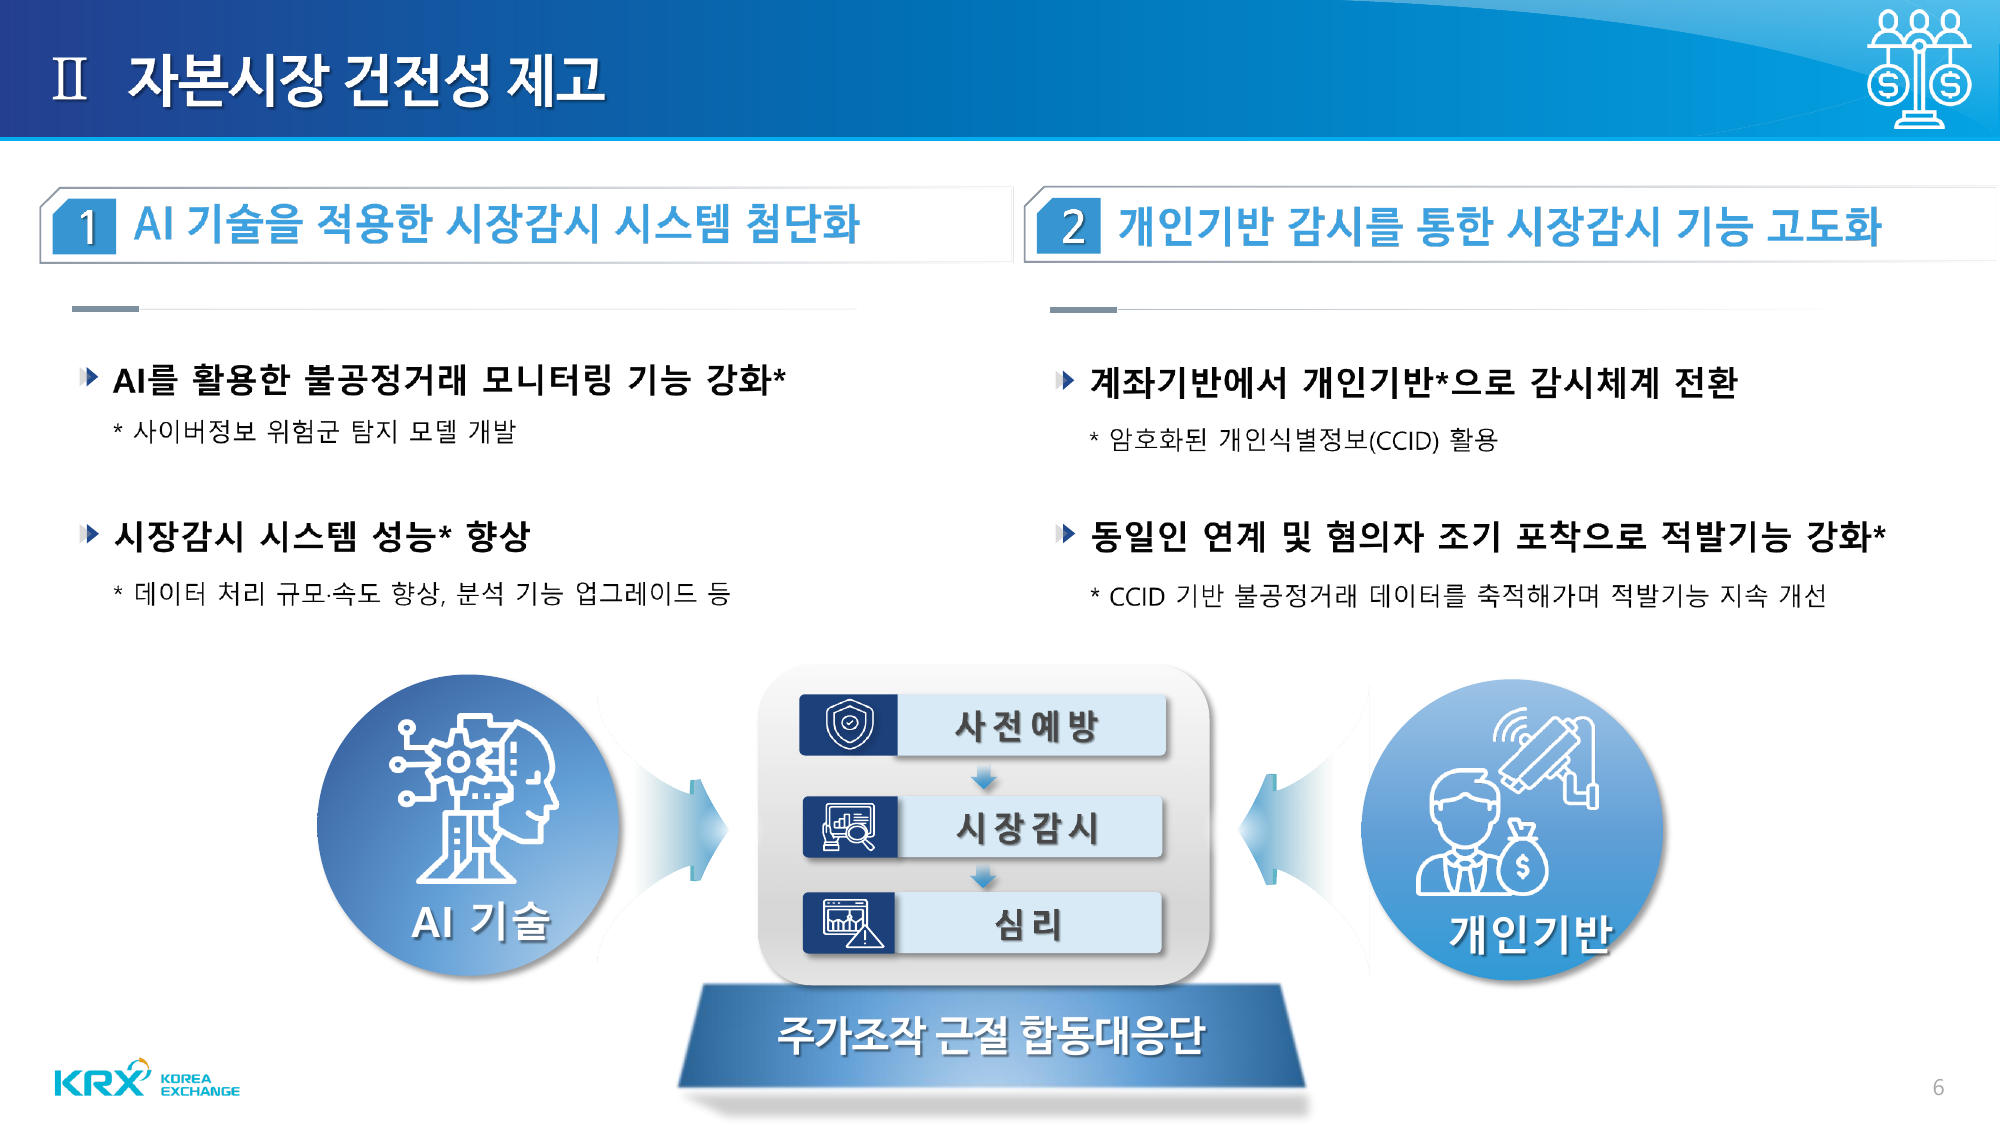 Ⅱ 자본시장 건전성 제고
1 AI 기술을 적용한 시장감시 시스템 첨단화
AI를 활용한 불공정거래 모니터링 기능 강화*
* 사이버정보 위험군 탐지 모델 개발
시장감시 시스템 성능* 향상
* 데이터 처리 규모·속도 향상, 분석 기능 업그레이드 등
2 개인기반 감시를 통한 시장감시 기능 고도화
계좌기반에서 개인기반*으로 감시체계 전환
* 암호화된 개인식별정보(CCID) 활용
동일인 연계 및 혐의자 조기 포착으로 적발기능 강화*
* CCID 기반 불공정거래 데이터를 축적해가며 적발기능 지속 개선
AI 기술
사전예방
시장감시
심리
개인기반
주가조작 근절 합동대응단
KRX KOREA
EXCHANGE
6